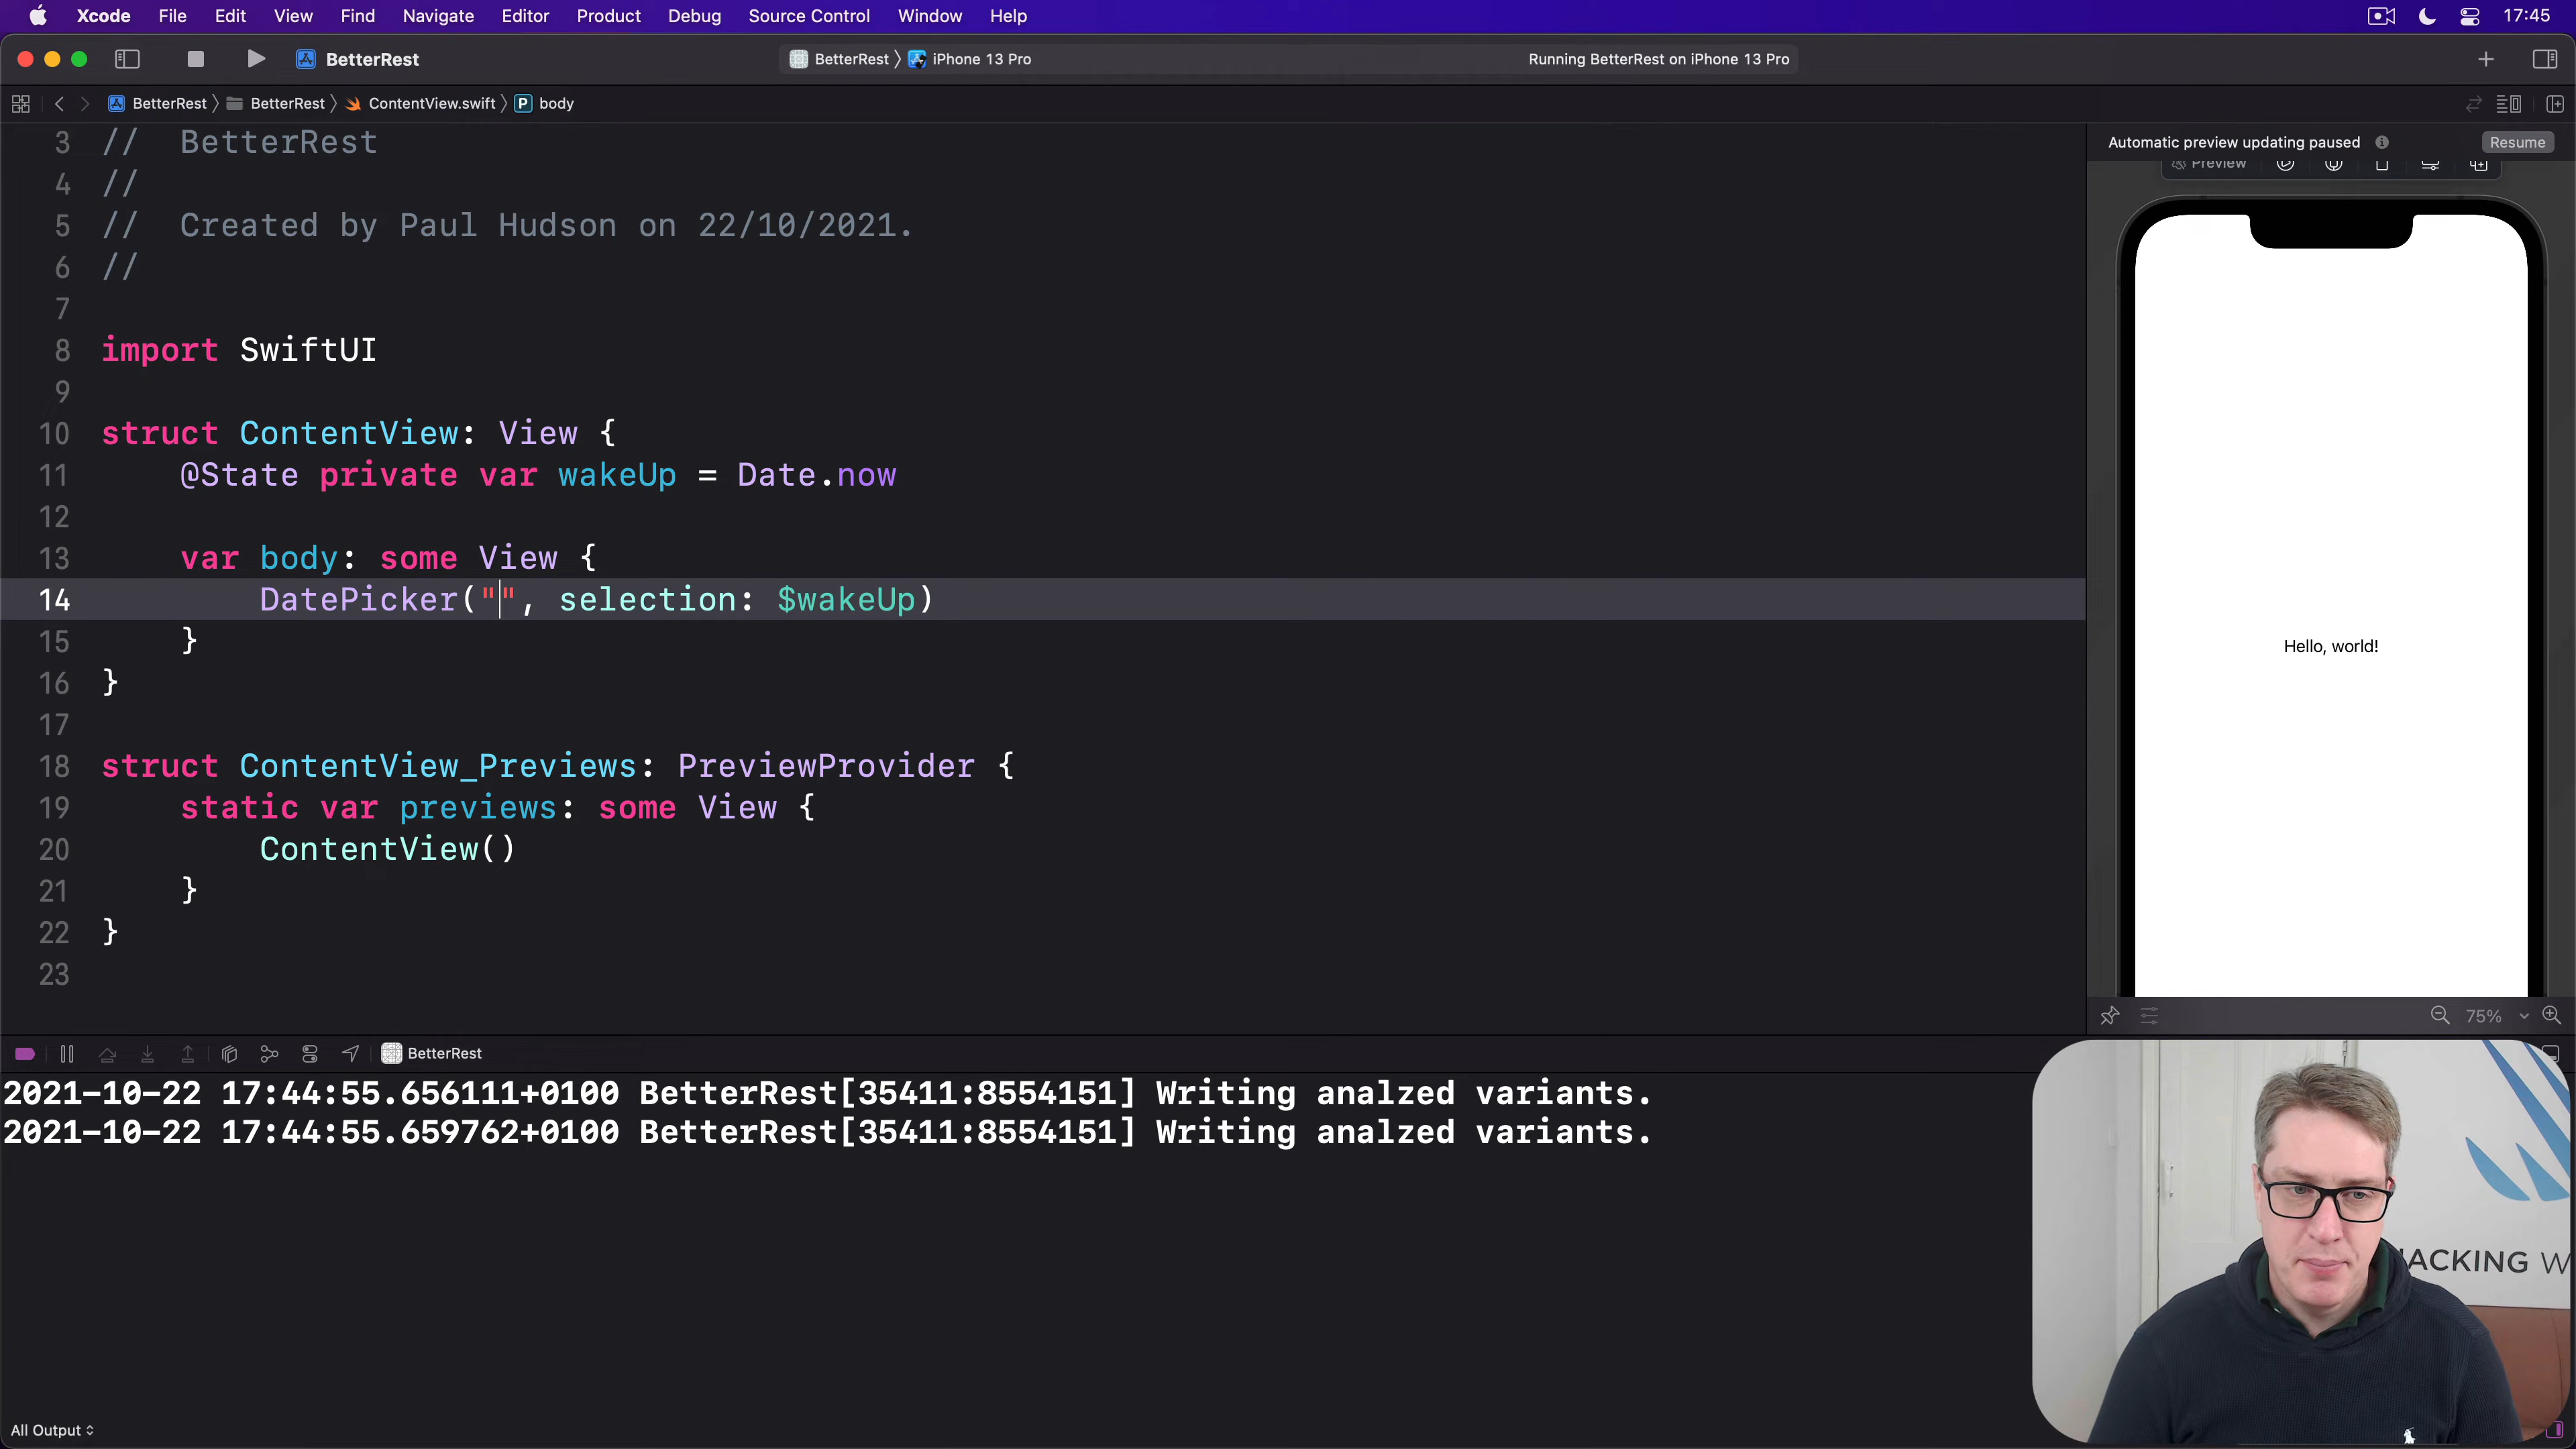 Xcode File Edit View Find Navigate Editor Product Debug Source Control Window Help 17:45
BetterRest BetterRest iPhone 13 Pro Running BetterRest on iPhone 13 Pro
BetterRest BetterRest ContentView.swift P body
Automatic preview updating paused Resume
Preview
3 // BetterRest
4 //
5 // Created by Paul Hudson on 22/10/2021.
6 //
7
8 import SwiftUI
9
10 struct ContentView: View {
11 @State private var wakeUp = Date.now
12
13 var body: some View {
14 DatePicker("", selection: $wakeUp)
15 }
16 }
17
18 struct ContentView_Previews: PreviewProvider {
19 static var previews: some View {
20 ContentView()
21 }
22 }
23
Hello, world!
75%
BetterRest
2021-10-22 17:44:55.656111+0100 BetterRest[35411:8554151] Writing analzed variants.
2021-10-22 17:44:55.659762+0100 BetterRest[35411:8554151] Writing analzed variants.
ACKING W
All Output